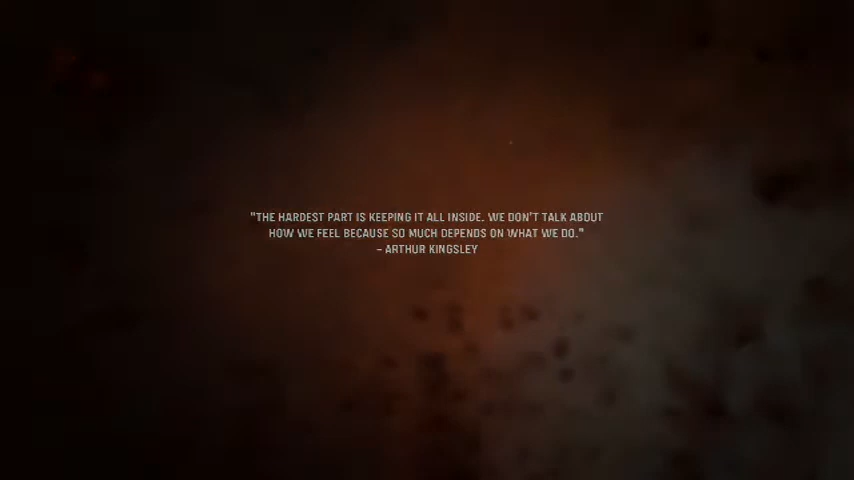 "THE HARDEST PART IS KEEPING IT ALL INSIDE. WE DON'T TALK ABOUT
HOW WE FEEL BECAUSE SO MUCH DEPENDS ON WHAT WE DO."
– ARTHUR KINGSLEY